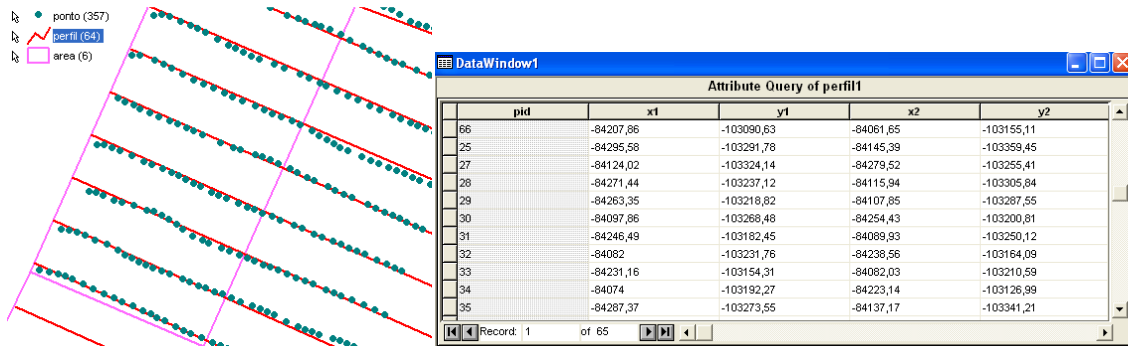 ponto (357)
perfil (64)
area (6)
DataWindow1
Attribute Query of perfil1
pid x1 y1 x2 y2
66 -84207,86 -103090,63 -84061,65 -103155,11
25 -84295,58 -103291,78 -84145,39 -103359,45
27 -84124,02 -103324,14 -84279,52 -103255,41
28 -84271,44 -103237,12 -84115,94 -103305,84
29 -84263,35 -103218,82 -84107,85 -103287,55
30 -84097,86 -103268,48 -84254,43 -103200,81
31 -84246,49 -103182,45 -84089,93 -103250,12
32 -84082 -103231,76 -84238,56 -103164,09
33 -84231,16 -103154,31 -84082,03 -103210,59
34 -84074 -103192,27 -84223,14 -103126,99
35 -84287,37 -103273,55 -84137,17 -103341,21
Record: 1 of 65